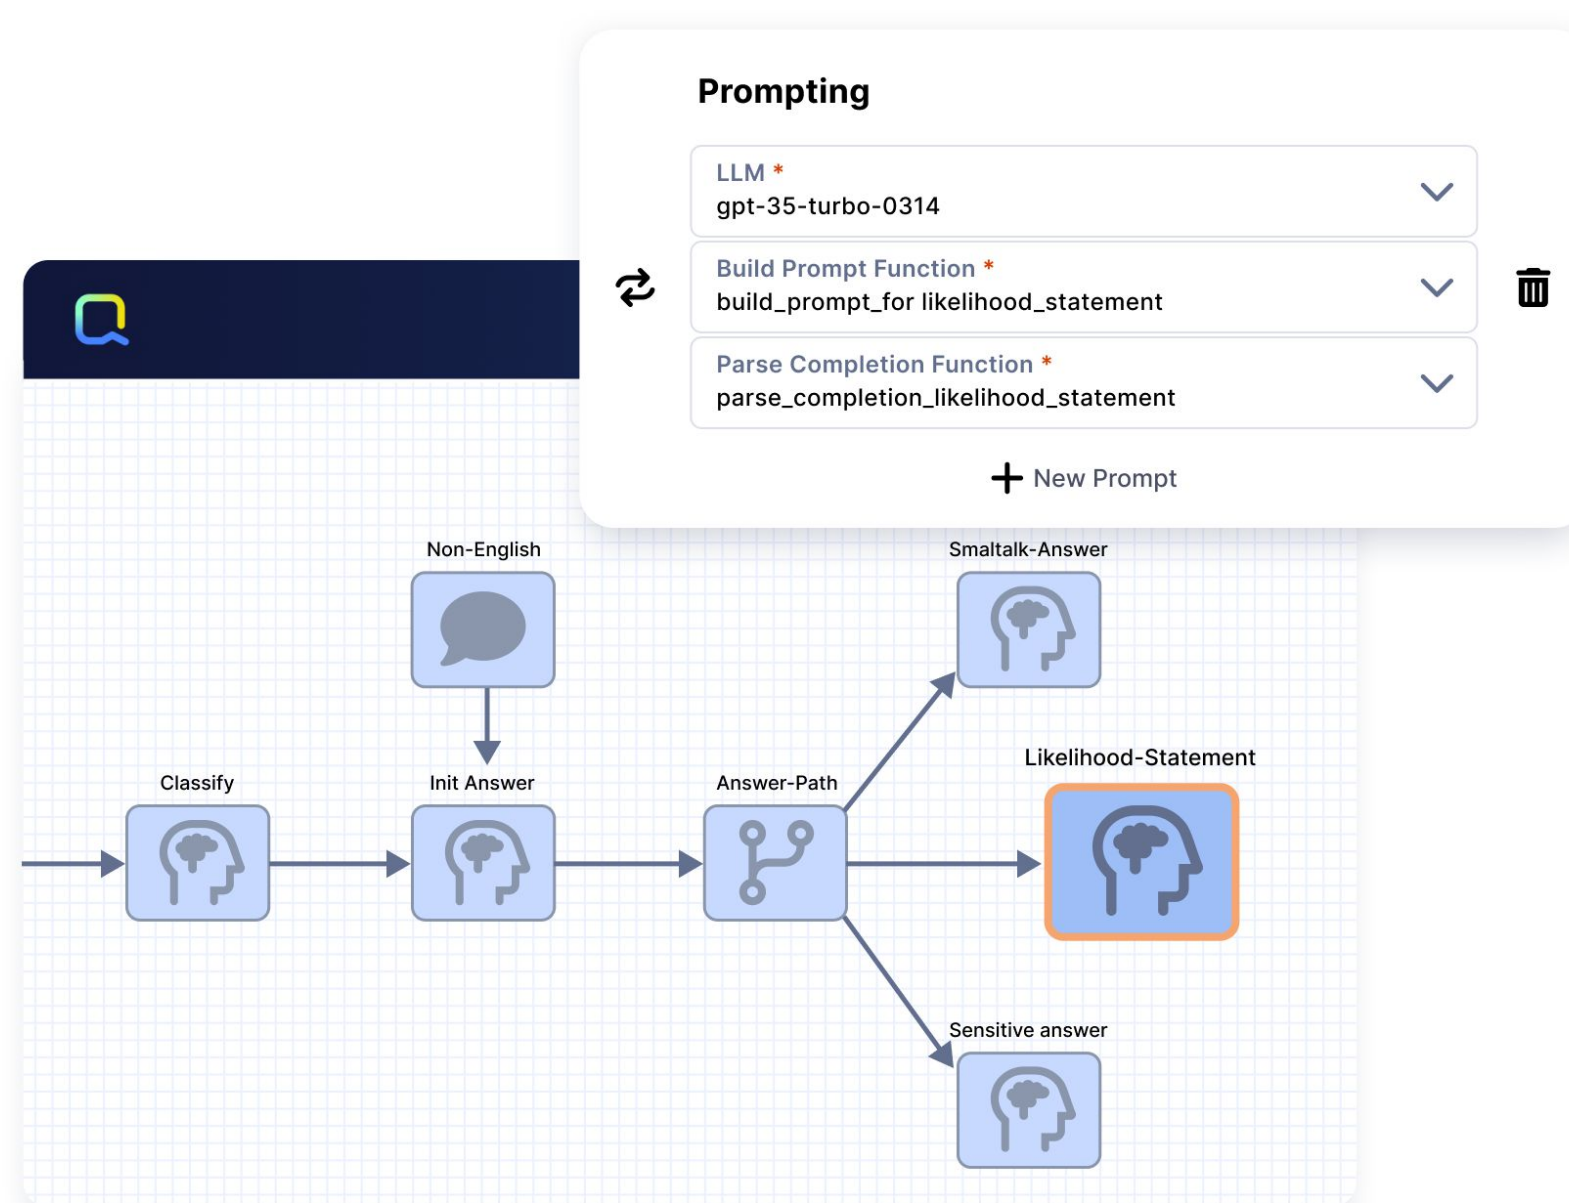 Prompting
LLM *
gpt-35-turbo-0314
Build Prompt Function *
build_prompt_for likelihood_statement
Parse Completion Function *
parse_completion_likelihood_statement
New Prompt
Non-English
Smaltalk-Answer
Likelihood-Statement
Classify
Init Answer
Answer-Path
Sensitive answer